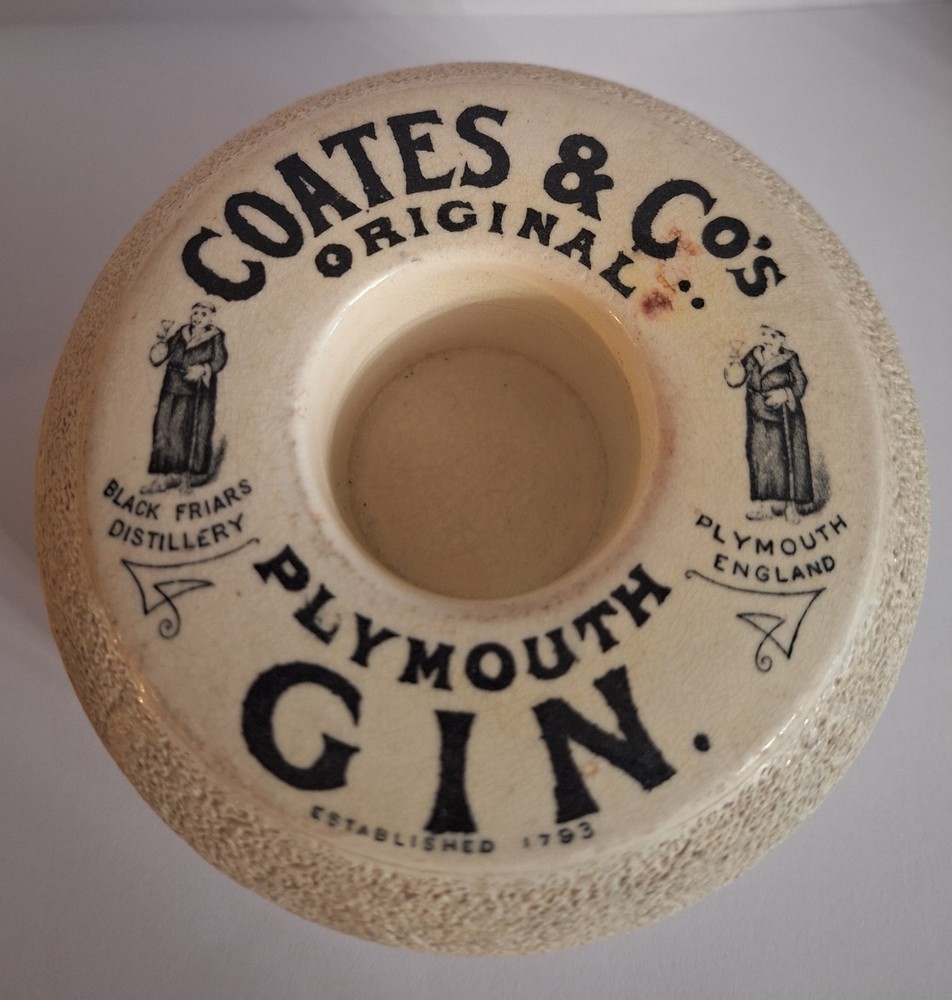 COATES & Co's
ORIGINAL
BLACK FRIARS
DISTILLERY
PLYMOUTH
ENGLAND
PLYMOUTH
GIN.
ESTABLISHED 1793